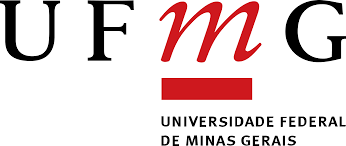 UFmG
UNIVERSIDADE FEDERAL
DE MINAS GERAIS